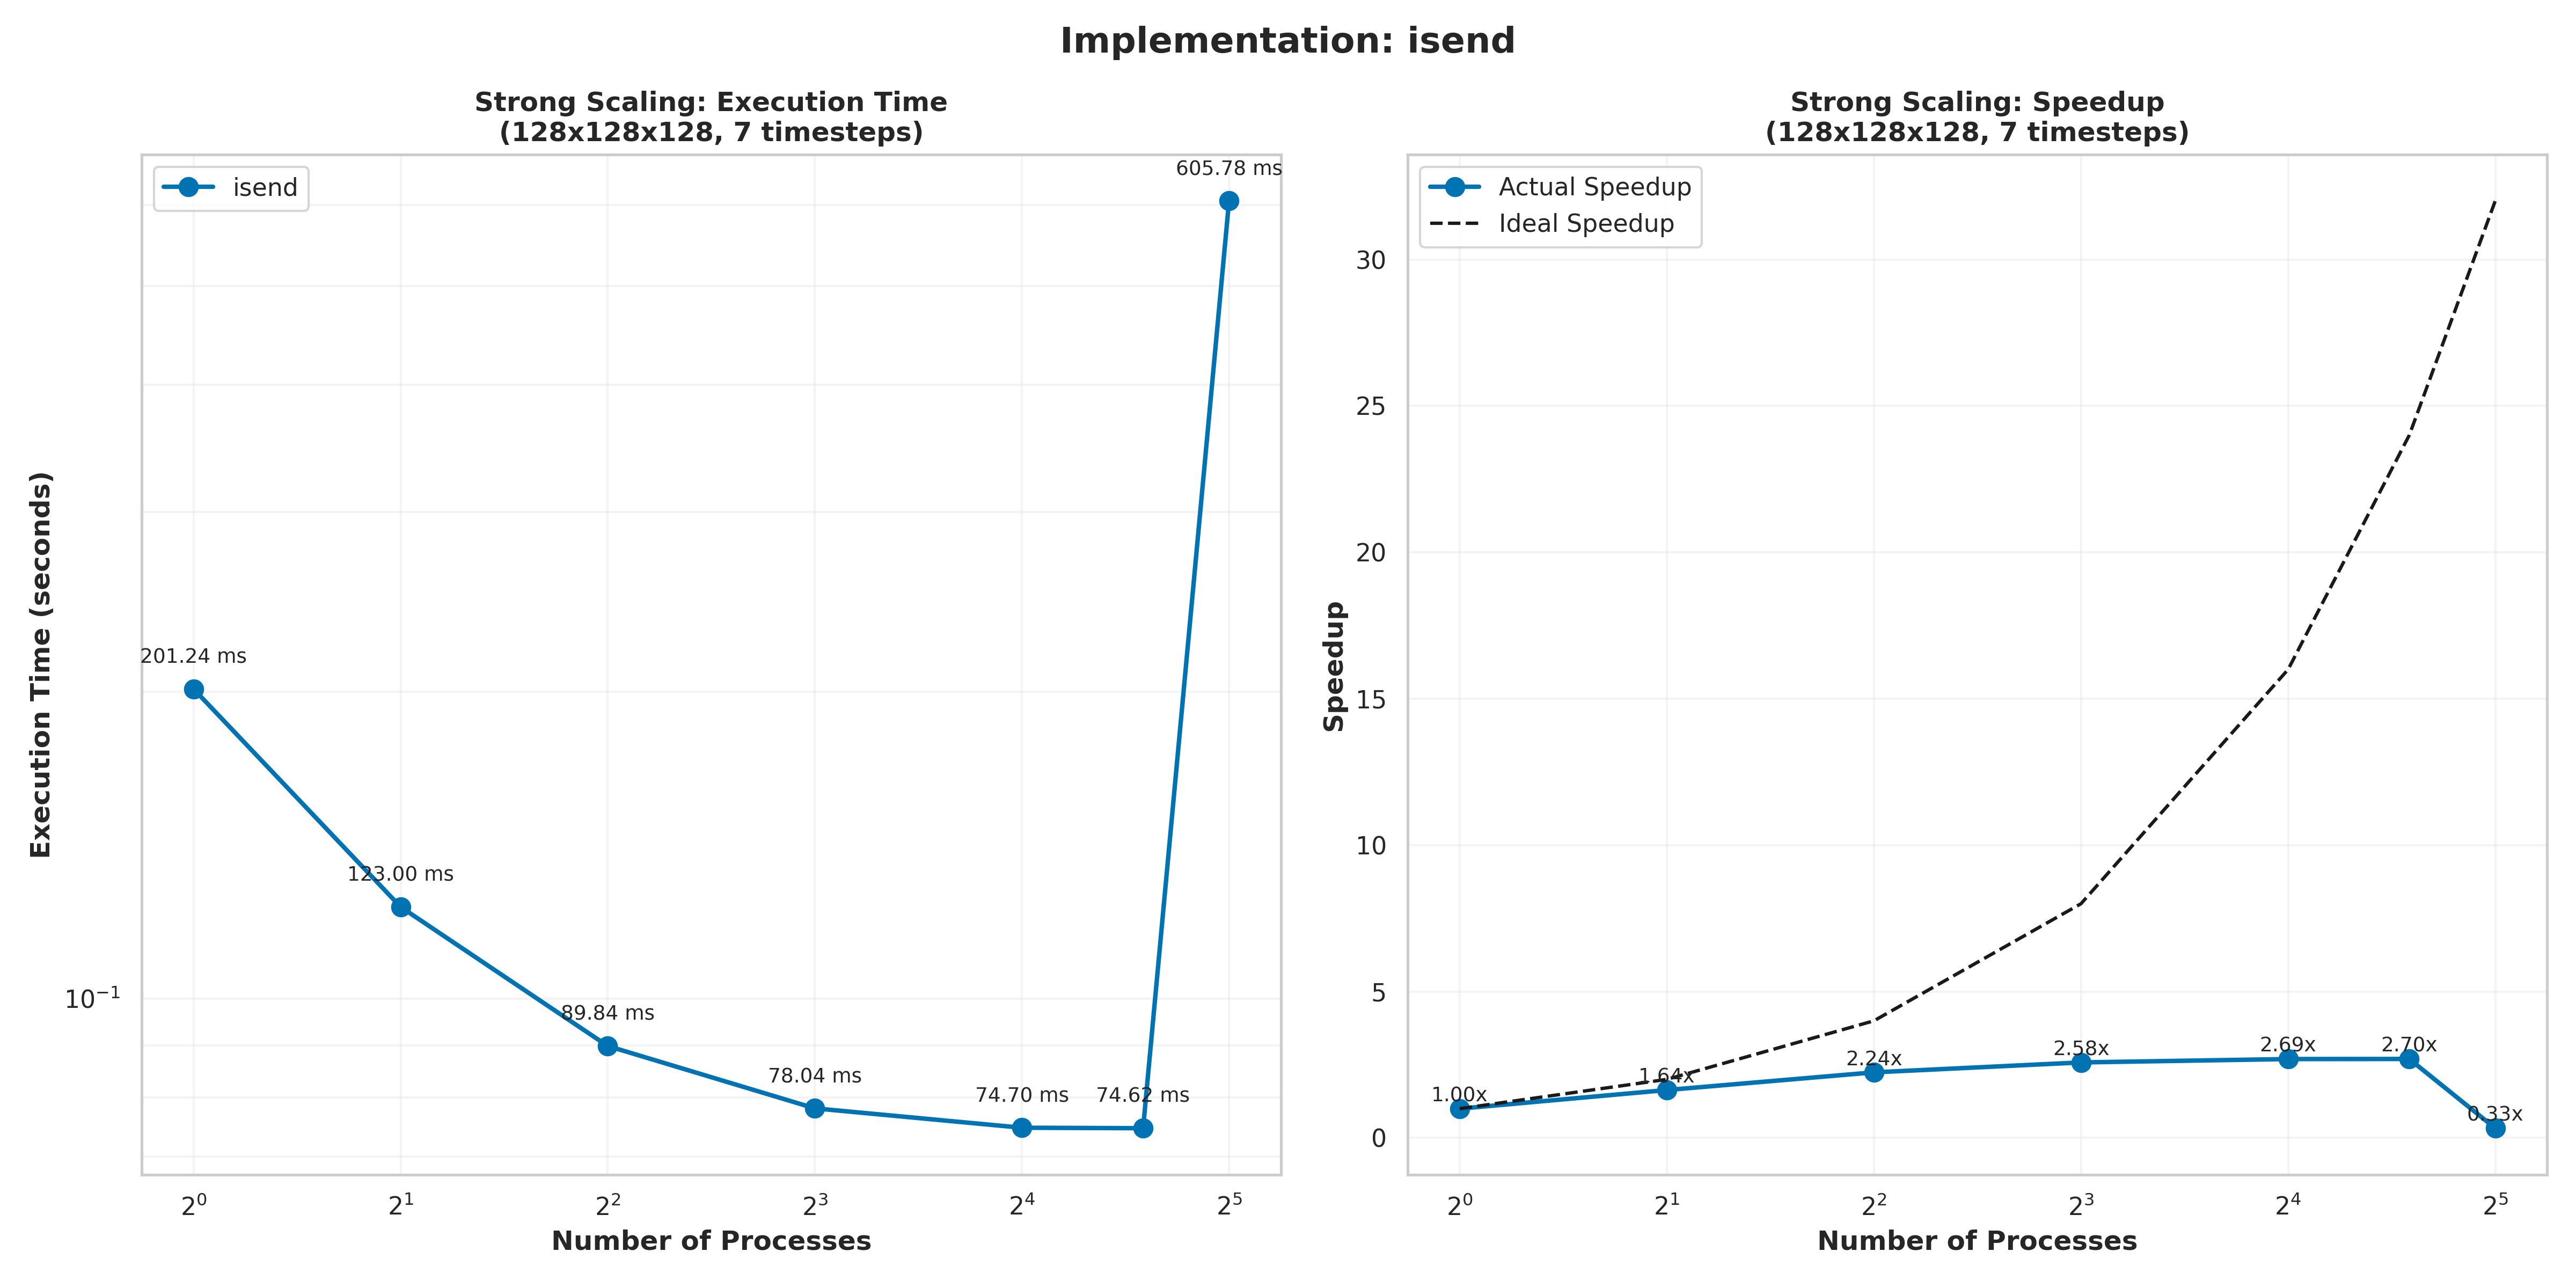 Implementation: isend
Strong Scaling: Execution Time
(128x128x128, 7 timesteps)
isend
605.78 ms
201.24 ms
123.00 ms
89.84 ms
78.04 ms
74.70 ms
74.62 ms
Execution Time (seconds)
10⁻¹
2⁰
2¹
2²
2³
2⁴
2⁵
Number of Processes
Strong Scaling: Speedup
(128x128x128, 7 timesteps)
Actual Speedup
Ideal Speedup
Speedup
30
25
20
15
10
5
0
1.00x
1.64x
2.24x
2.58x
2.69x
2.70x
0.33x
2⁰
2¹
2²
2³
2⁴
2⁵
Number of Processes